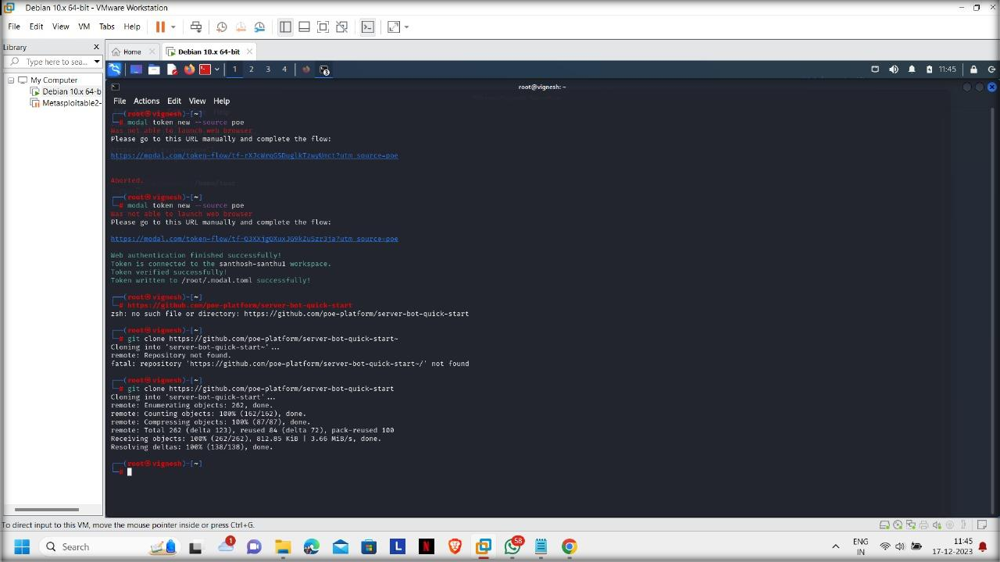 Debian 10.x 64-bit - VMware Workstation
File Edit View VM Tabs Help
Library
Type here to sea...
My Computer
Debian 10.x 64-b
Metasploitable2-
Home
Debian 10.x 64-bit
1 2 3 4
11:45
root@vignesh: ~
File Actions Edit View Help
(root㉿vignesh)-[~]
# modal token new --source poe
Was not able to launch web browser
Please go to this URL manually and complete the flow:
https://modal.com/token-flow/tf-rXJcWrqGSDuglkTzwyUmct?utm_source=poe
Aborted.
(root㉿vignesh)-[~]
# modal token new --source poe
Was not able to launch web browser
Please go to this URL manually and complete the flow:
https://modal.com/token-flow/tf-Q3XXjgQXuxJG9kZuSzr3ja?utm_source=poe
Web authentication finished successfully!
Token is connected to the santhosh-santhu1 workspace.
Token verified successfully!
Token written to /root/.modal.toml successfully!
(root㉿vignesh)-[~]
# https://github.com/poe-platform/server-bot-quick-start
zsh: no such file or directory: https://github.com/poe-platform/server-bot-quick-start
(root㉿vignesh)-[~]
# git clone https://github.com/poe-platform/server-bot-quick-start~
Cloning into 'server-bot-quick-start~'...
remote: Repository not found.
fatal: repository 'https://github.com/poe-platform/server-bot-quick-start~/' not found
(root㉿vignesh)-[~]
# git clone https://github.com/poe-platform/server-bot-quick-start
Cloning into 'server-bot-quick-start'...
remote: Enumerating objects: 262, done.
remote: Counting objects: 100% (162/162), done.
remote: Compressing objects: 100% (87/87), done.
remote: Total 262 (delta 123), reused 84 (delta 72), pack-reused 100
Receiving objects: 100% (262/262), 812.85 KiB | 3.66 MiB/s, done.
Resolving deltas: 100% (138/138), done.
(root㉿vignesh)-[~]
#
To direct input to this VM, move the mouse pointer inside or press Ctrl+G.
Search
1
L
N
58
ENG
IN
11:45
17-12-2023